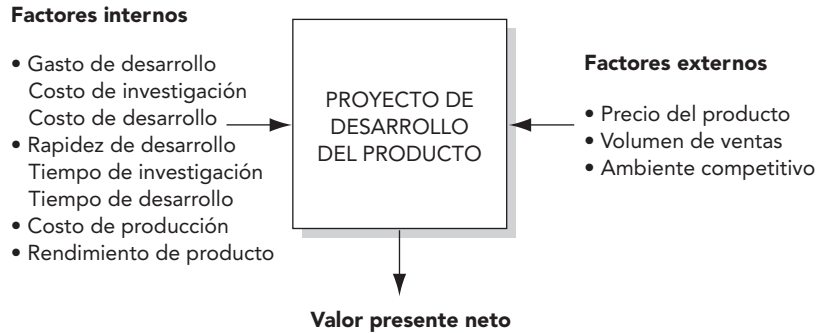 Factores internos
• Gasto de desarrollo
Costo de investigación
Costo de desarrollo
• Rapidez de desarrollo
Tiempo de investigación
Tiempo de desarrollo
• Costo de producción
• Rendimiento de producto
PROYECTO DE
DESARROLLO
DEL PRODUCTO
Factores externos
• Precio del producto
• Volumen de ventas
• Ambiente competitivo
Valor presente neto